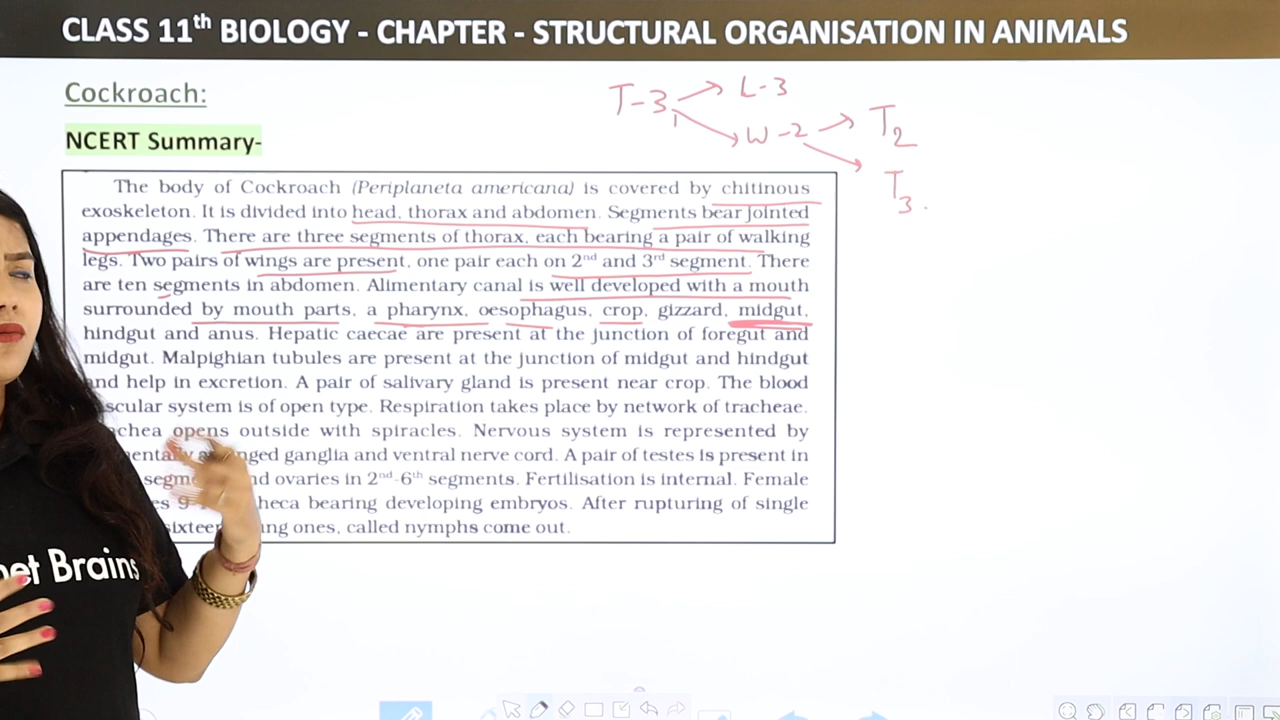 CLASS 11th BIOLOGY - CHAPTER - STRUCTURAL ORGANISATION IN ANIMALS
Cockroach:
T-3 → L-3
→ W-2 → T2
→ T3.
NCERT Summary-
The body of Cockroach (Periplaneta americana) is covered by chitinous
exoskeleton. It is divided into head, thorax and abdomen. Segments bear jointed
appendages. There are three segments of thorax, each bearing a pair of walking
legs. Two pairs of wings are present, one pair each on 2nd and 3rd segment. There
are ten segments in abdomen. Alimentary canal is well developed with a mouth
surrounded by mouth parts, a pharynx, oesophagus, crop, gizzard, midgut,
hindgut and anus. Hepatic caecae are present at the junction of foregut and
midgut. Malpighian tubules are present at the junction of midgut and hindgut
and help in excretion. A pair of salivary gland is present near crop. The blood
system is of open type. Respiration takes place by network of tracheae.
opens outside with spiracles. Nervous system is represented by
ganglia and ventral nerve cord. A pair of testes is present in
ovaries in 2nd-6th segments. Fertilisation is internal. Female
bearing developing embryos. After rupturing of single
ones, called nymphs come out.
Brains